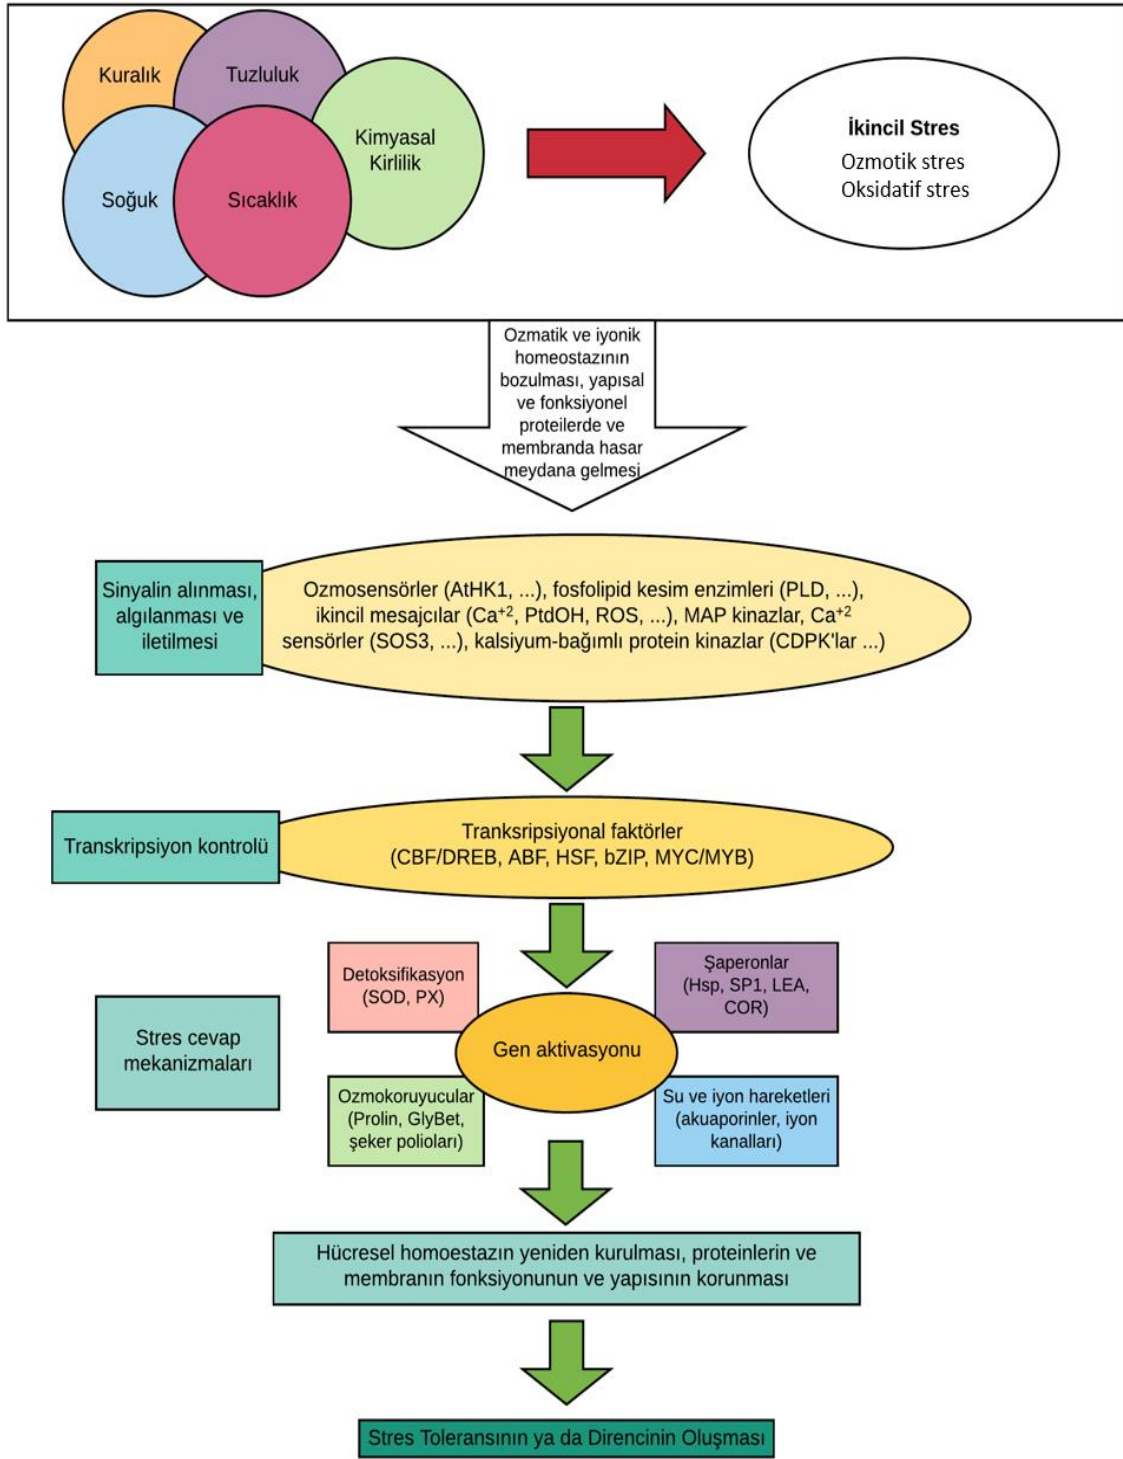 Kuralık
Tuzluluk
Kimyasal
Kirlilik
Soğuk
Sıcaklık
İkincil Stres
Ozmotik stres
Oksidatif stres
Ozmatik ve iyonik
homeostazının
bozulması, yapısal
ve fonksiyonel
proteilerde ve
membranda hasar
meydana gelmesi
Sinyalin alınması,
algılanması ve
iletilmesi
Ozmosensörler (AtHK1, ...), fosfolipid kesim enzimleri (PLD, ...),
ikincil mesajcılar (Ca⁺², PtdOH, ROS, ...), MAP kinazlar, Ca⁺²
sensörler (SOS3, ...), kalsiyum-bağımlı protein kinazlar (CDPK'lar ...)
Transkripsiyon kontrolü
Tranksripsiyonal faktörler
(CBF/DREB, ABF, HSF, bZIP, MYC/MYB)
Detoksifikasyon
(SOD, PX)
Şaperonlar
(Hsp, SP1, LEA,
COR)
Stres cevap
mekanizmaları
Gen aktivasyonu
Ozmokoruyucular
(Prolin, GlyBet,
şeker polioları)
Su ve iyon hareketleri
(akuaporinler, iyon
kanalları)
Hücresel homoestazın yeniden kurulması, proteinlerin ve
membranın fonksiyonunun ve yapısının korunması
Stres Toleransının ya da Direncinin Oluşması